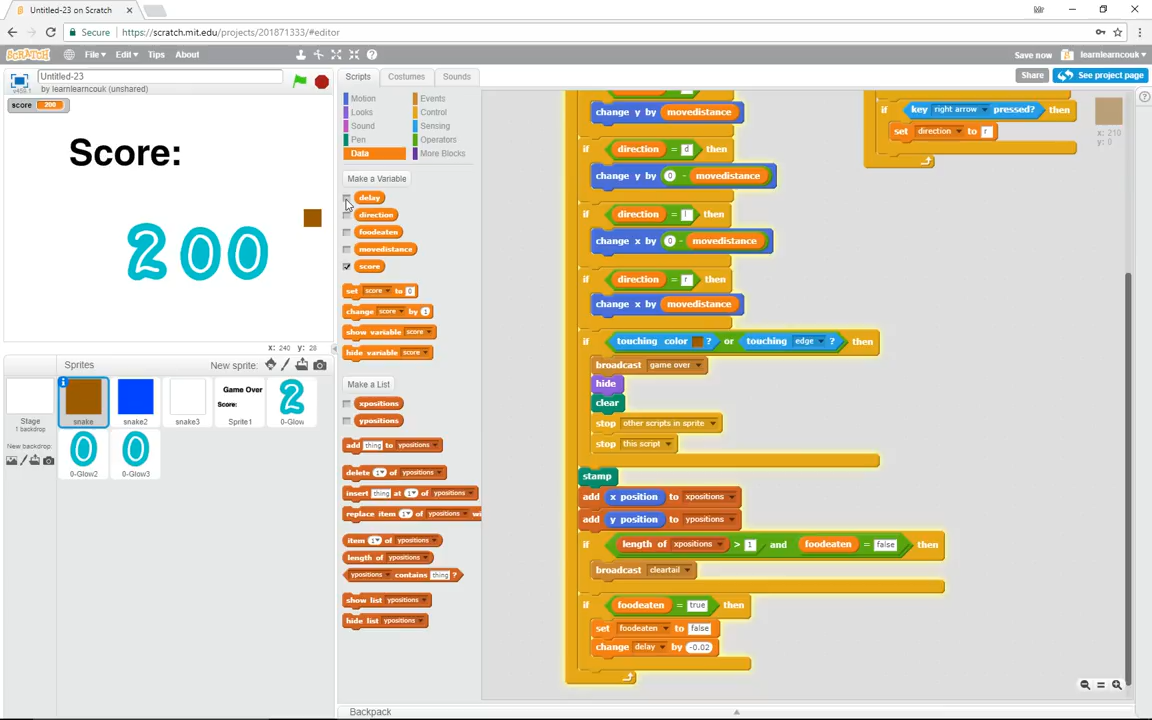 Untitled-23 on Scratch
Mr
Secure https://scratch.mit.edu/projects/201871333/#editor
SCRATCH File Edit Tips About
Save now learnlearncouk
Untitled-23
by learnlearncouk (unshared)
Scripts Costumes Sounds
Share See project page
score 200
Score:
200
x: 240 y: 28
Sprites New sprite:
Stage
1 backdrop
New backdrop:
snake
snake2
snake3
Game Over
Score:
Sprite1
0-Glow
0-Glow2
0-Glow3
Motion Events
Looks Control
Sound Sensing
Pen Operators
Data More Blocks
Make a Variable
delay
direction
foodeaten
movedistance
score
set score to 0
change score by 1
show variable score
hide variable score
Make a List
xpositions
ypositions
add thing to ypositions
delete 1 of ypositions
insert thing at 1 of ypositions
replace item 1 of ypositions wi
item 1 of ypositions
length of ypositions
ypositions contains thing ?
show list ypositions
hide list ypositions
change y by movedistance
if direction = d then
change y by 0 - movedistance
if direction = l then
change x by 0 - movedistance
if direction = r then
change x by movedistance
if touching color ? or touching edge ? then
broadcast game over
hide
clear
stop other scripts in sprite
stop this script
stamp
add x position to xpositions
add y position to ypositions
if length of xpositions > 1 and foodeaten = false then
broadcast cleartail
if foodeaten = true then
set foodeaten to false
change delay by -0.02
if key right arrow pressed? then
set direction to r
x: 210
y: 0
Backpack